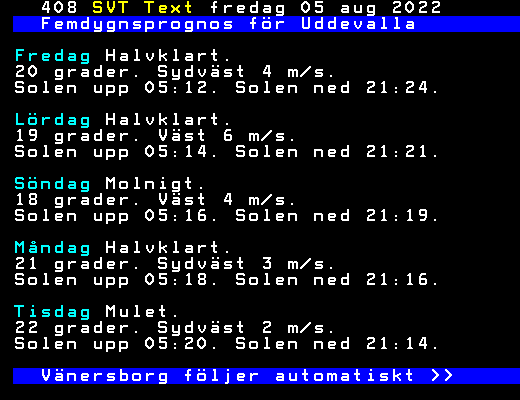 408 SVT Text fredag 05 aug 2022
Femdygnsprognos för Uddevalla
Fredag Halvklart.
20 grader. Sydväst 4 m/s.
Solen upp 05:12. Solen ned 21:24.
Lördag Halvklart.
19 grader. Väst 6 m/s.
Solen upp 05:14. Solen ned 21:21.
Söndag Molnigt.
18 grader. Väst 4 m/s.
Solen upp 05:16. Solen ned 21:19.
Måndag Halvklart.
21 grader. Sydväst 3 m/s.
Solen upp 05:18. Solen ned 21:16.
Tisdag Mulet.
22 grader. Sydväst 2 m/s.
Solen upp 05:20. Solen ned 21:14.
Vänersborg följer automatiskt >>